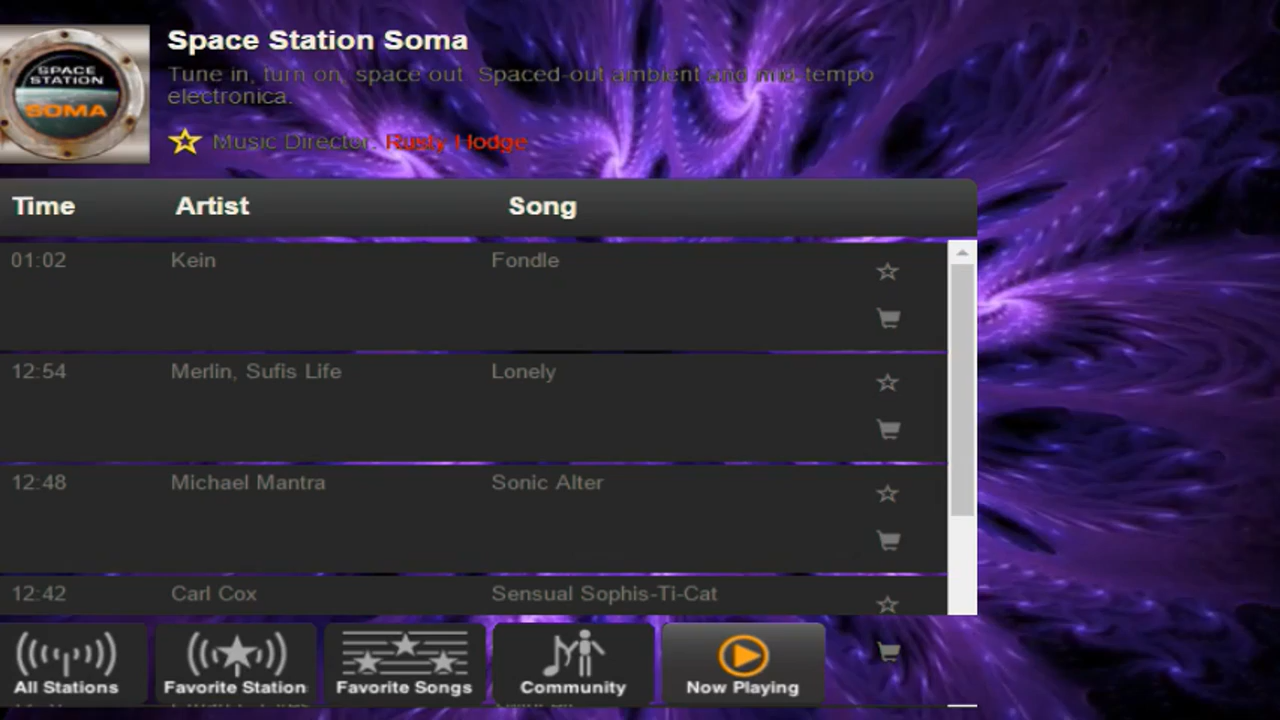 Space Station Soma
SPACE
STATION
SOMA
Tune in, turn on, space out. Spaced-out ambient and mid-tempo
electronica.
Music Director: Rusty Hodge
Time Artist Song
01:02 Kein Fondle
12:54 Merlin, Sufis Life Lonely
12:48 Michael Mantra Sonic Alter
12:42 Carl Cox Sensual Sophis-Ti-Cat
All Stations Favorite Station Favorite Songs Community Now Playing